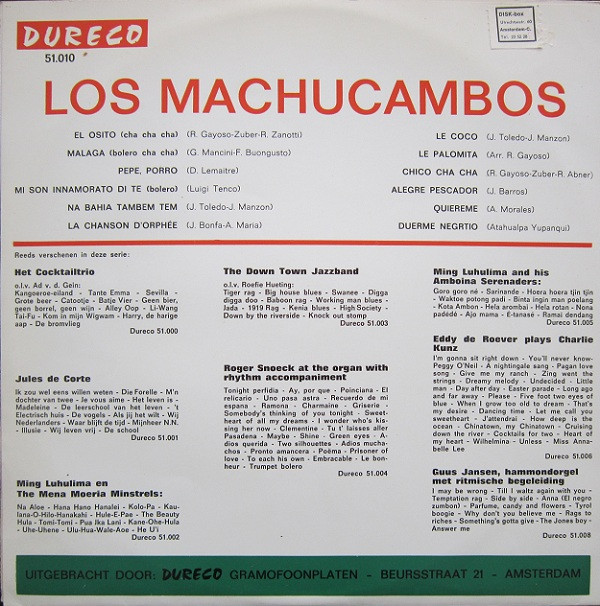 DURECO
51.010
DISK-box
Amsterdam-C.
LOS MACHUCAMBOS
EL OSITO (cha cha cha) (R. Gayoso-Zuber-R. Zanotti)
MALAGA (bolero cha cha) (G. Mancini-F. Buongusto)
PEPE, PORRO (D. Lemaitre)
MI SON INNAMORATO DI TE (bolero) (Luigi Tenco)
NA BAHIA TAMBEM TEM (J. Toledo-J. Manzon)
LA CHANSON D'ORPHÉE (J. Bonfa-A. Maria)
LE COCO (J. Toledo-J. Manzon)
LE PALOMITA (Arr. R. Gayoso)
CHICO CHA CHA (R. Gayoso-Zuber-R. Abner)
ALEGRE PESCADOR (J. Barros)
QUIEREME (A. Morales)
DUERME NEGRTIO (Atahualpa Yupanqui)
Reeds verschenen in deze serie:
Het Cocktailtrio
o.l.v. Ad v. d. Gein:
Kangoeroe-eiland - Tante Emma - Sevilla -
Grote beer - Catootje - Batje Vier - Geen bier,
geen borrel, geen wijn - Alley Oop - Li-Wang
Tai-Fu - Kom in mijn Wigwam - Harry, de harige
aap - De bromvlieg
Dureco 51.000
Jules de Corte
Ik zou wel eens willen weten - Die Forelle - M'n
dochter van twee - Je vous aime - Het leven is -
Madeleine - De leerschool van het leven - 't
Electrisch huis - De vogels - Als jij het wilt - Wij
Nederlanders - Waar blijft de tijd - Mijnheer N.N.
- Illusie - Wij leven vrij - De school
Dureco 51.001
Ming Luhulima en
The Mena Moeria Minstrels:
Na Aloe - Hana Hano Hanalei - Kolo-Pa - Kau-
lana-O-Hilo-Hanakahi - Hule-E-Pae - The Beauty
Hula - Tomi-Tomi - Pua Jka Lani - Kane-Ohe-Hula
- Uhe-Uhene - Ulu-Hua-Wale-Aoe - He U'i
Dureco 51.002
The Down Town Jazzband
o.l.v. Roefie Hueting:
Tiger rag - Big house blues - Swanee - Digga
digga doo - Baboon rag - Working man blues -
Jada - 1919 Rag - Kenia blues - High Society -
Down by the riverside - Knock out stomp
Dureco 51.003
Roger Snoeck at the organ with
rhythm accompaniment
Tonight perfidia - Ay, por que - Poinciana - El
relicario - Uno pasa astra - Recuerdo de mi
espana - Ramona - Charmaine - Griserie -
Somebody's thinking of you tonight - Sweet-
heart of all my dreams - I wonder who's kis-
sing her now - Clementine - Tu t' laisses aller
Pasadena - Maybe - Shine - Green eyes - A-
diós querida - Two silhouettes - Adios mucha-
chos - Pronto amancera - Poëma - Prisoner of
love - To each his own - Embracable - Le bon-
heur - Trumpet bolero
Dureco 51.004
Ming Luhulima and his
Amboina Serenaders:
Goro goro né - Sarinande - Hoera hoera tjin tjin
- Waktoe potong padi - Binta ingin man poelang
- Kota Ambon - Hela arombai - Hela rotan - Nona
padedé - Ajo mama - E-tanasé - Ramai dendang
Dureco 51.005
Eddy de Roever plays Charlie
Kunz
I'm gonna sit right down - You'll never know-
Peggy O'Neil - A nightingale sang - Pagan love
song - Give me my ranch - Zing went the
strings - Dreamy melody - Undecided - Little
man - Day after day - Easter parade - Long ago
and far away - Please - Five foot two eyes of
blue - When I grow too old to dream - That's
my desire - Dancing time - Let me call you
sweetheart - J'attendrai - How deep is the
ocean - Chinatown, my Chinatown - Cruising
down the river - Cocktails for two - Heart of
my heart - Wilhelmina - Unless - Miss Anna-
belle Lee
Dureco 51.006
Guus Jansen, hammondorgel
met ritmische begeleiding
I may be wrong - Till I waltz again with you -
Temptation rag - Side by side - Anna (El negro
zumbon) - Parfume, candy and flowers - Tyrol
boogie - Why don't you believe me - Rags to
riches - Something's gotta give - The Jones boy -
Answer me
Dureco 51.008
UITGEBRACHT DOOR: DURECO GRAMOFOONPLATEN - BEURSSTRAAT 21 - AMSTERDAM